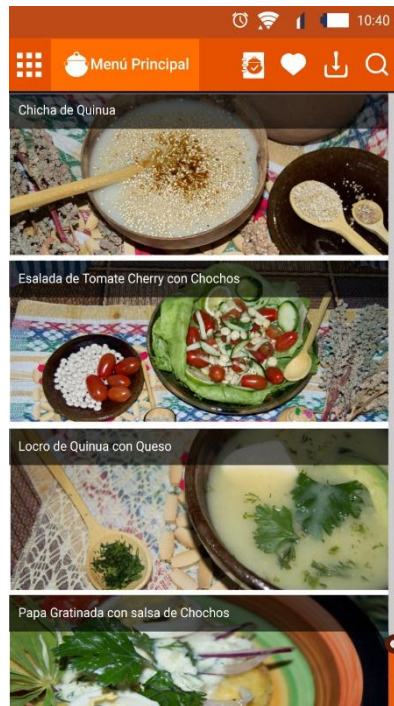 10:40
Menú Principal
Chicha de Quinua
Esalada de Tomate Cherry con Chochos
Locro de Quinua con Queso
Papa Gratinada con salsa de Chochos